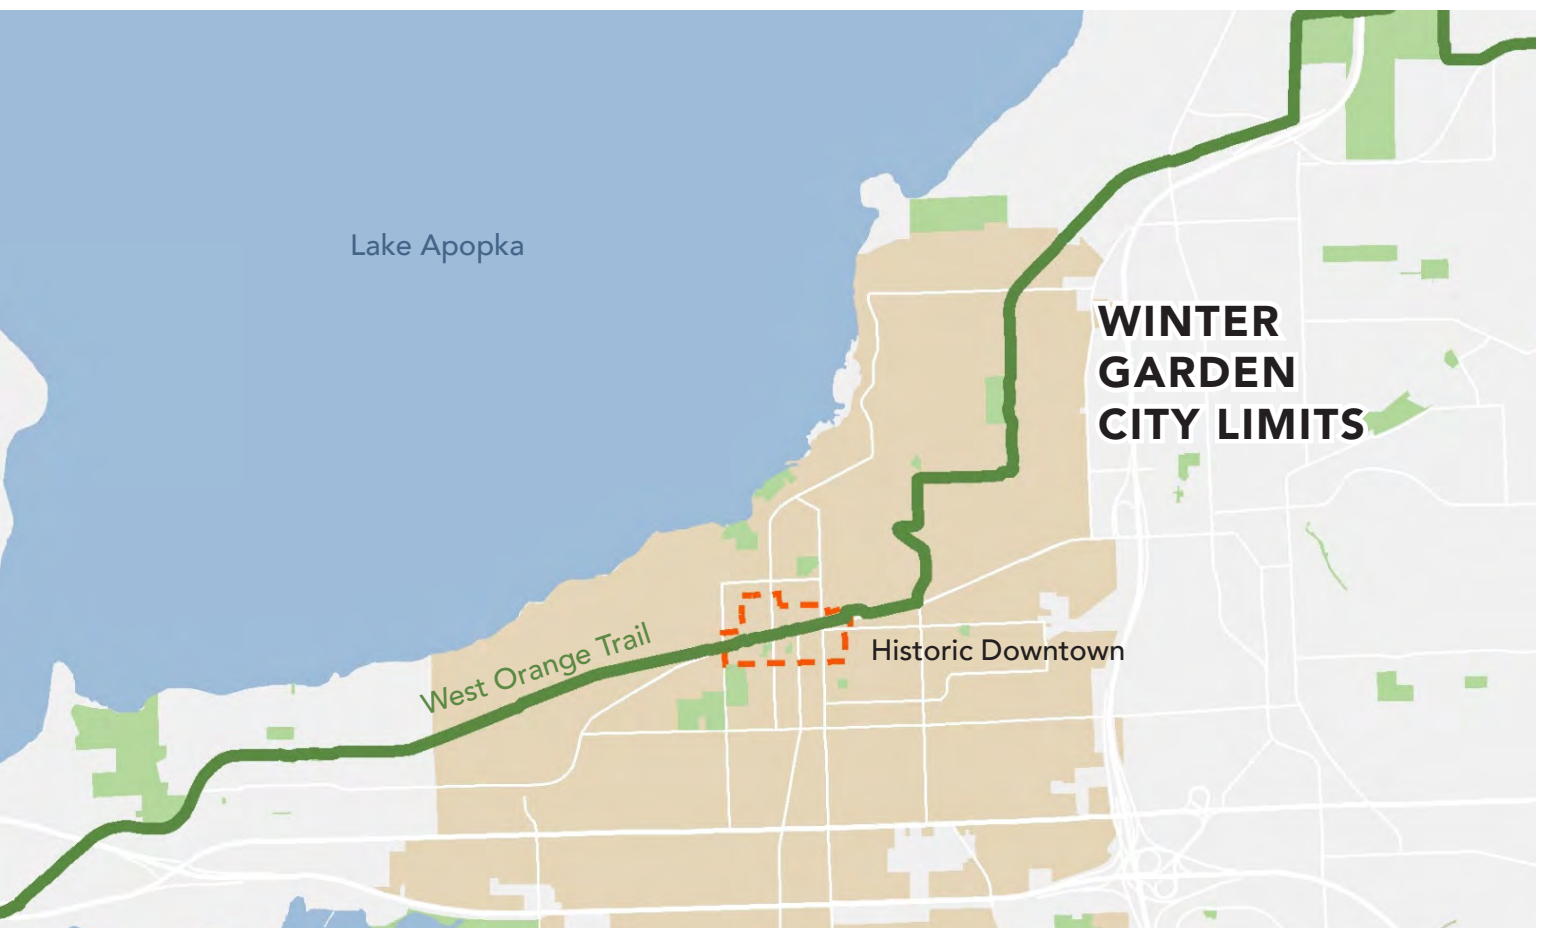 Lake Apopka
WINTER
GARDEN
CITY LIMITS
West Orange Trail
Historic Downtown